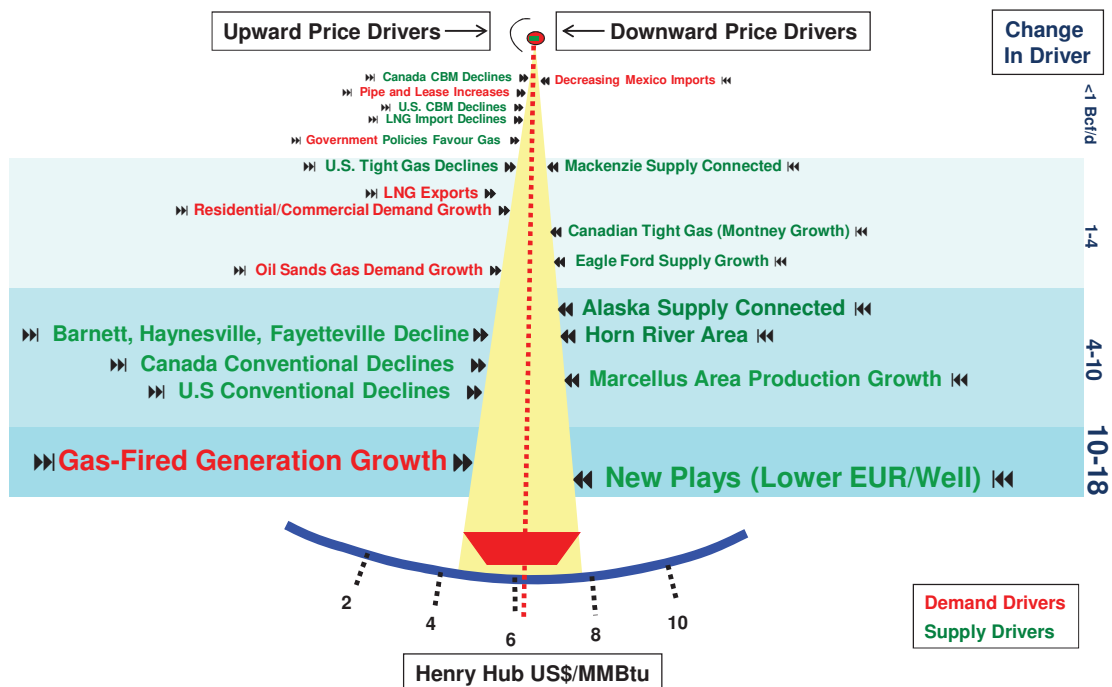 Upward Price Drivers
Downward Price Drivers
Change
In Driver
Canada CBM Declines
Decreasing Mexico Imports
Pipe and Lease Increases
U.S. CBM Declines
LNG Import Declines
<1 Bcf/d
Government Policies Favour Gas
U.S. Tight Gas Declines
Mackenzie Supply Connected
LNG Exports
Residential/Commercial Demand Growth
Canadian Tight Gas (Montney Growth)
1-4
Eagle Ford Supply Growth
Oil Sands Gas Demand Growth
Alaska Supply Connected
Barnett, Haynesville, Fayetteville Decline
Horn River Area
Canada Conventional Declines
4-10
Marcellus Area Production Growth
U.S Conventional Declines
Gas-Fired Generation Growth
10-18
New Plays (Lower EUR/Well)
2
4
6
8
10
Demand Drivers
Supply Drivers
Henry Hub US$/MMBtu